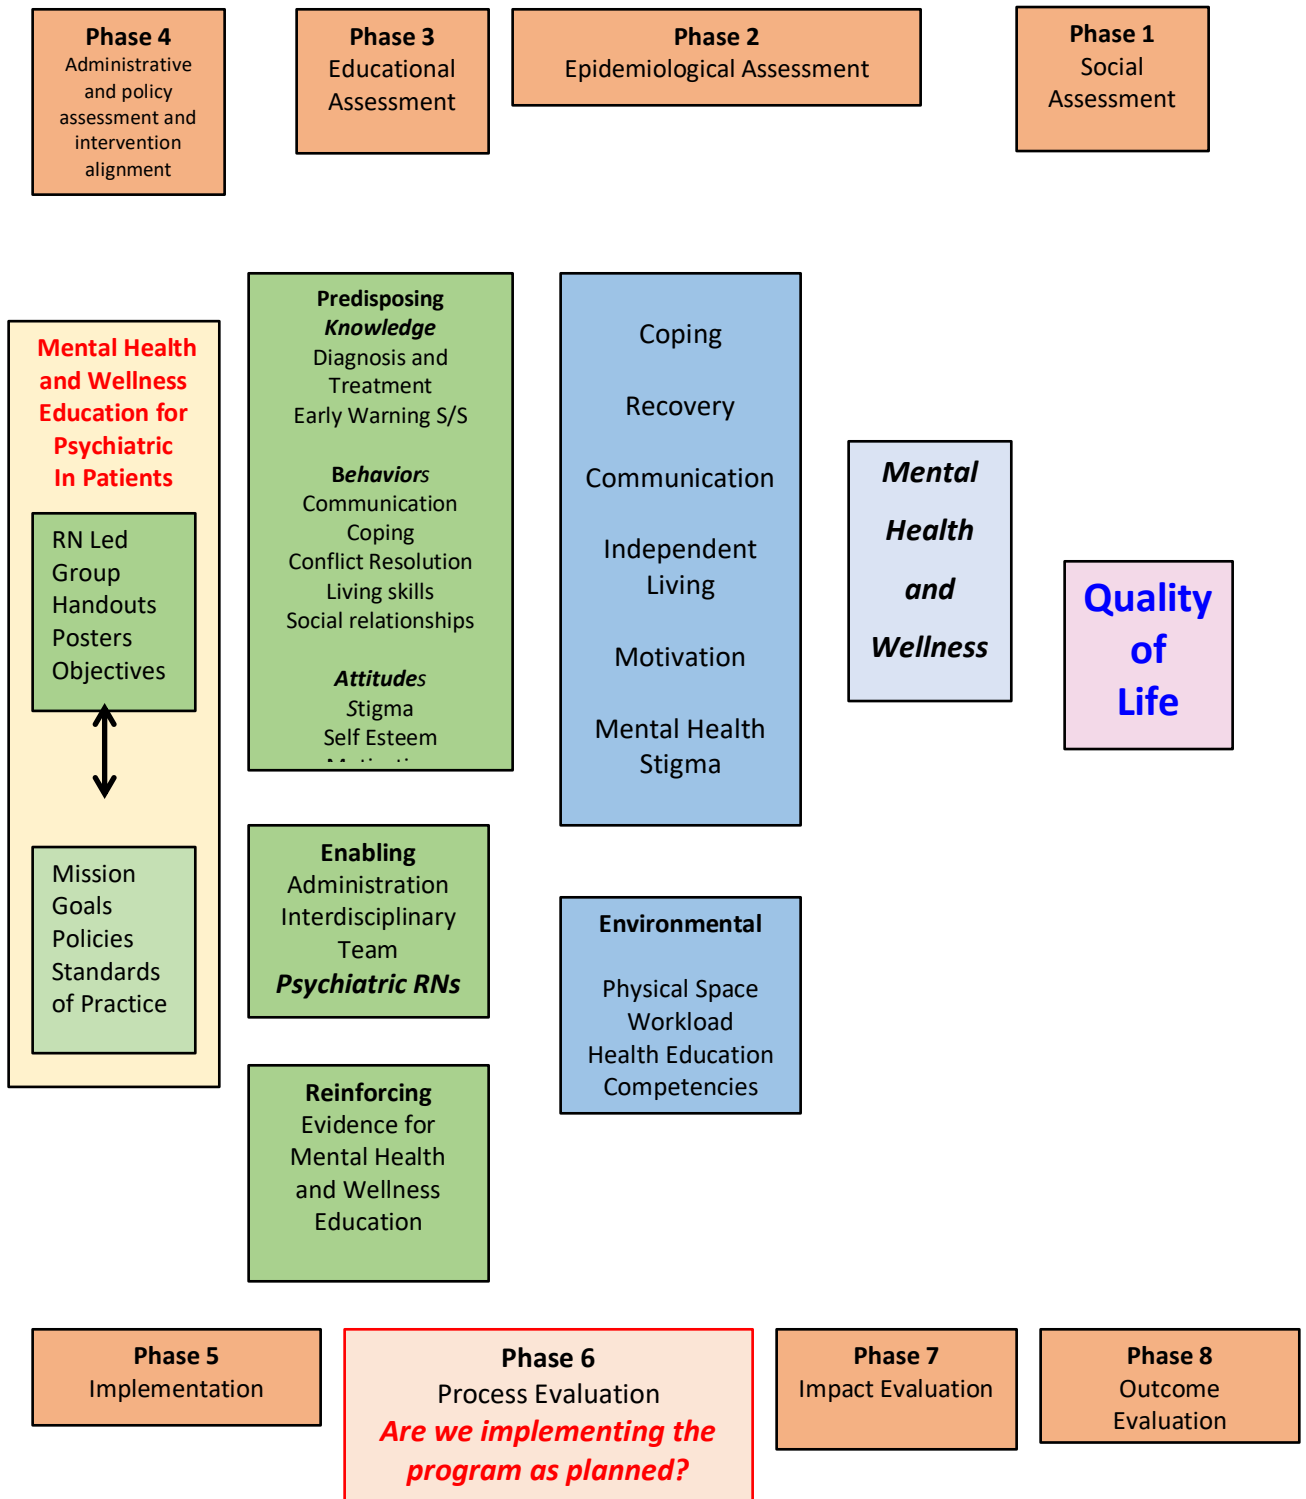 Phase 4
Administrative
and policy
assessment and
intervention
alignment
Phase 3
Educational
Assessment
Phase 2
Epidemiological Assessment
Phase 1
Social
Assessment
Mental Health
and Wellness
Education for
Psychiatric
In Patients
RN Led
Group
Handouts
Posters
Objectives
Mission
Goals
Policies
Standards
of Practice
Predisposing
Knowledge
Diagnosis and
Treatment
Early Warning S/S
Behaviors
Communication
Coping
Conflict Resolution
Living skills
Social relationships
Attitudes
Stigma
Self Esteem
Enabling
Administration
Interdisciplinary
Team
Psychiatric RNs
Reinforcing
Evidence for
Mental Health
and Wellness
Education
Coping
Recovery
Communication
Independent
Living
Motivation
Mental Health
Stigma
Environmental
Physical Space
Workload
Health Education
Competencies
Mental
Health
and
Wellness
Quality
of
Life
Phase 5
Implementation
Phase 6
Process Evaluation
Are we implementing the
program as planned?
Phase 7
Impact Evaluation
Phase 8
Outcome
Evaluation